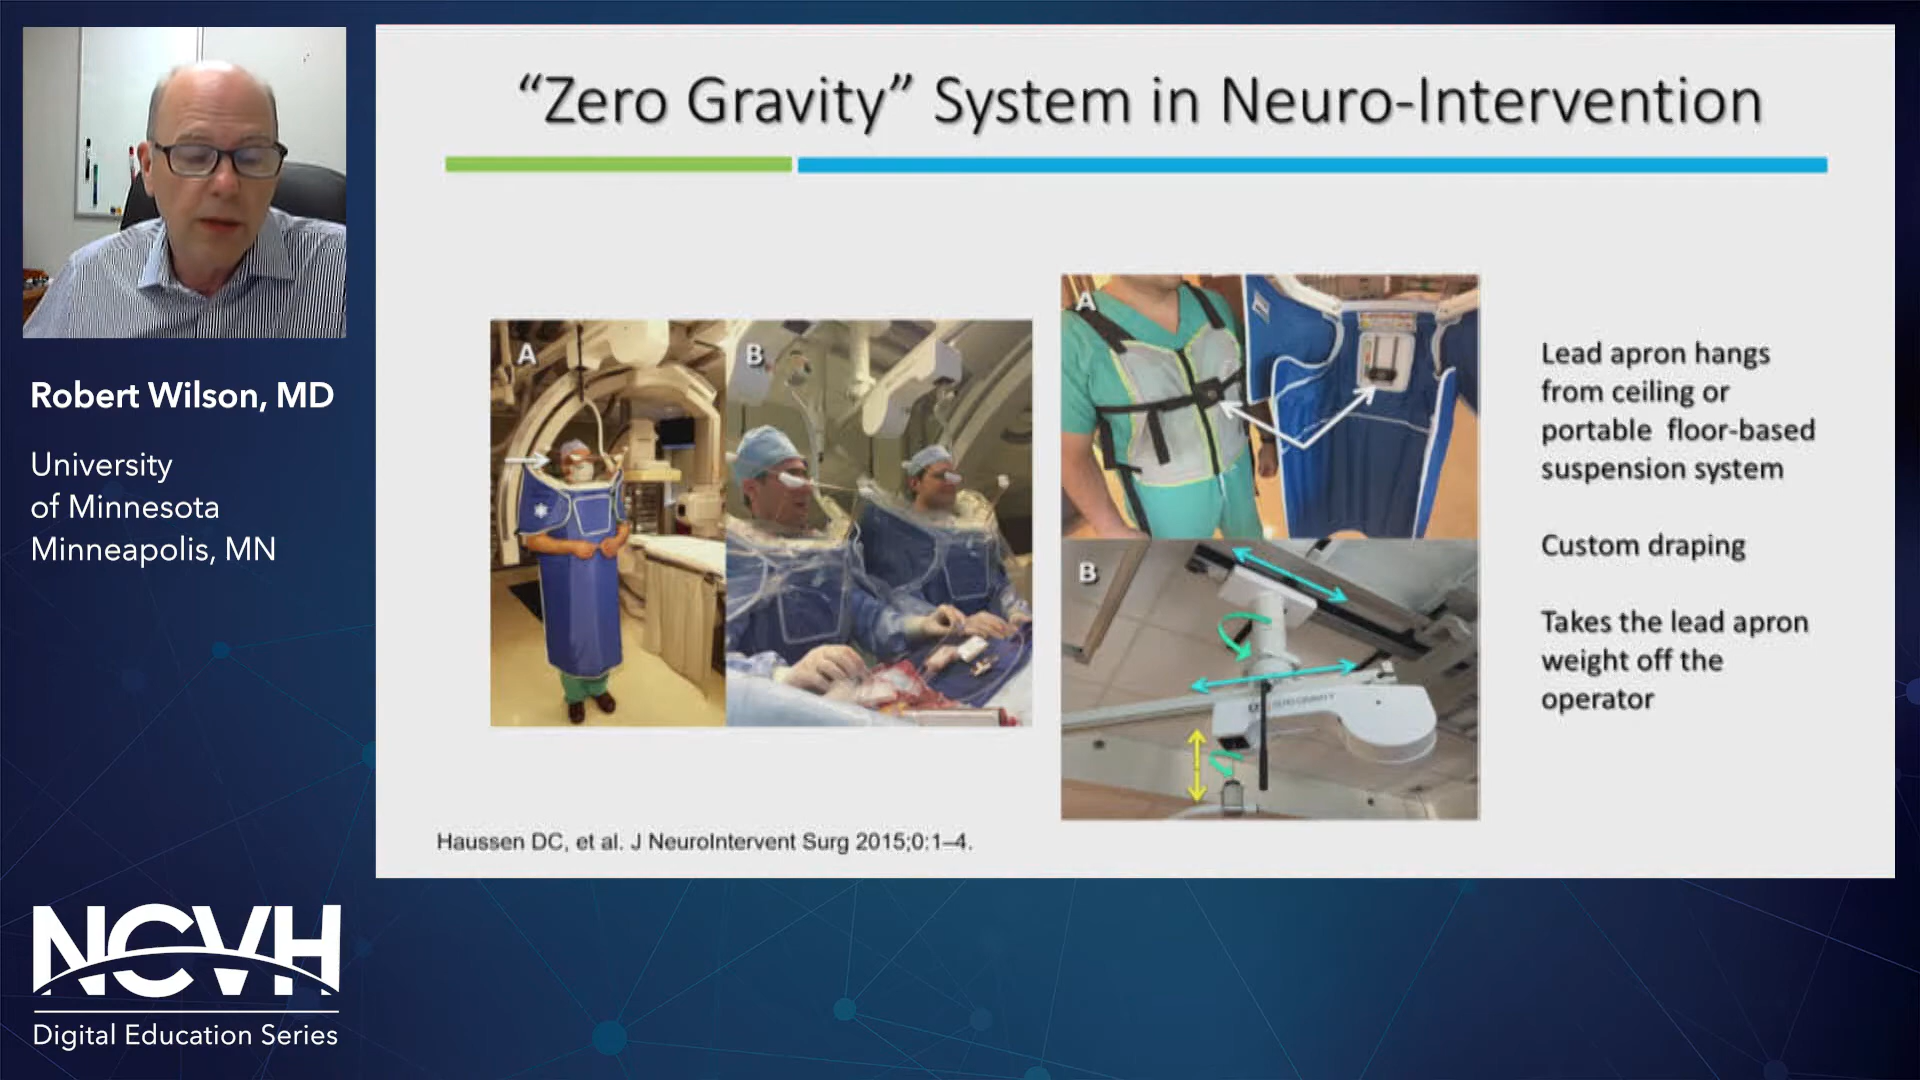 Robert Wilson, MD
University
of Minnesota
Minneapolis, MN
NCVH
Digital Education Series
“Zero Gravity” System in Neuro-Intervention
A
B
A
B
ZERO GRAVITY
Lead apron hangs
from ceiling or
portable floor-based
suspension system
Custom draping
Takes the lead apron
weight off the
operator
Haussen DC, et al. J NeuroIntervent Surg 2015;0:1–4.